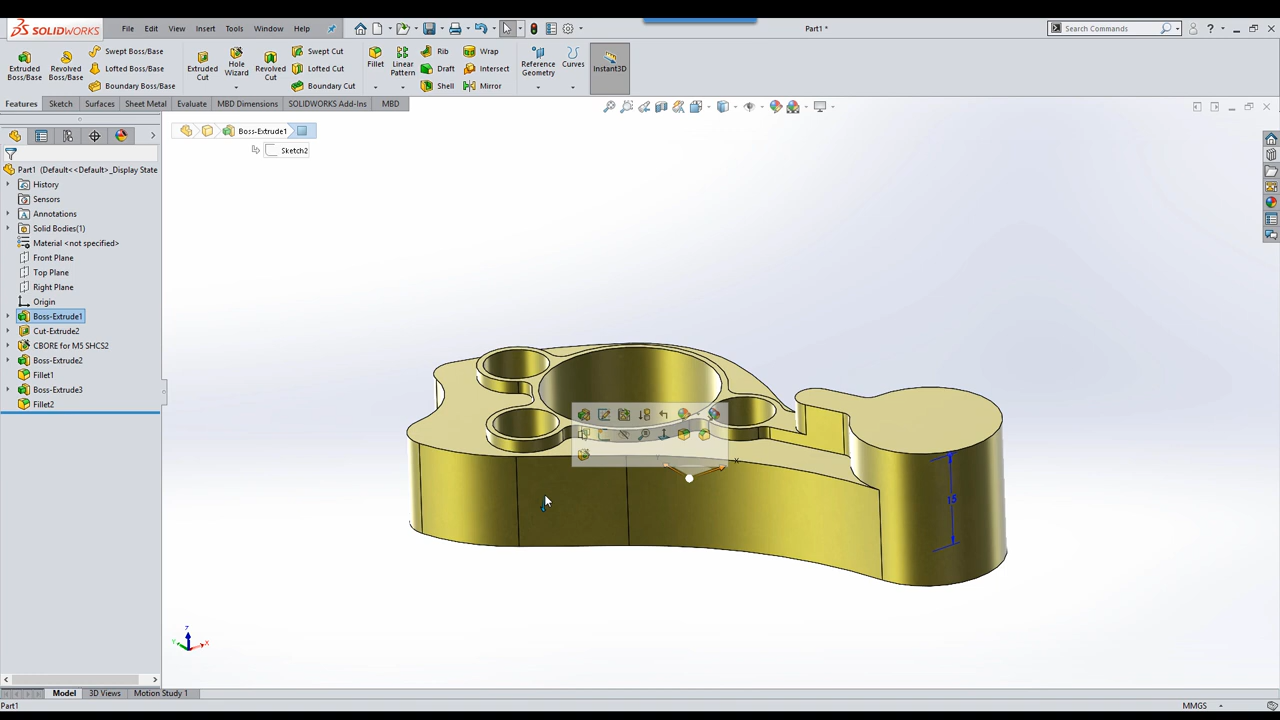 SOLIDWORKS
File Edit View Insert Tools Window Help
Part1 *
Search Commands
Extruded Boss/Base
Revolved Boss/Base
Swept Boss/Base
Lofted Boss/Base
Boundary Boss/Base
Extruded Cut
Hole Wizard
Revolved Cut
Swept Cut
Lofted Cut
Boundary Cut
Fillet
Linear Pattern
Rib
Draft
Shell
Wrap
Intersect
Mirror
Reference Geometry
Curves
Instant3D
Features Sketch Surfaces Sheet Metal Evaluate MBD Dimensions SOLIDWORKS Add-Ins MBD
Boss-Extrude1
Sketch2
Part1 (Default<<Default>_Display State
History
Sensors
Annotations
Solid Bodies(1)
Material <not specified>
Front Plane
Top Plane
Right Plane
Origin
Boss-Extrude1
Cut-Extrude2
CBORE for M5 SHCS2
Boss-Extrude2
Fillet1
Boss-Extrude3
Fillet2
X
15
Z
Y
X
Model 3D Views Motion Study 1
Part1
MMGS